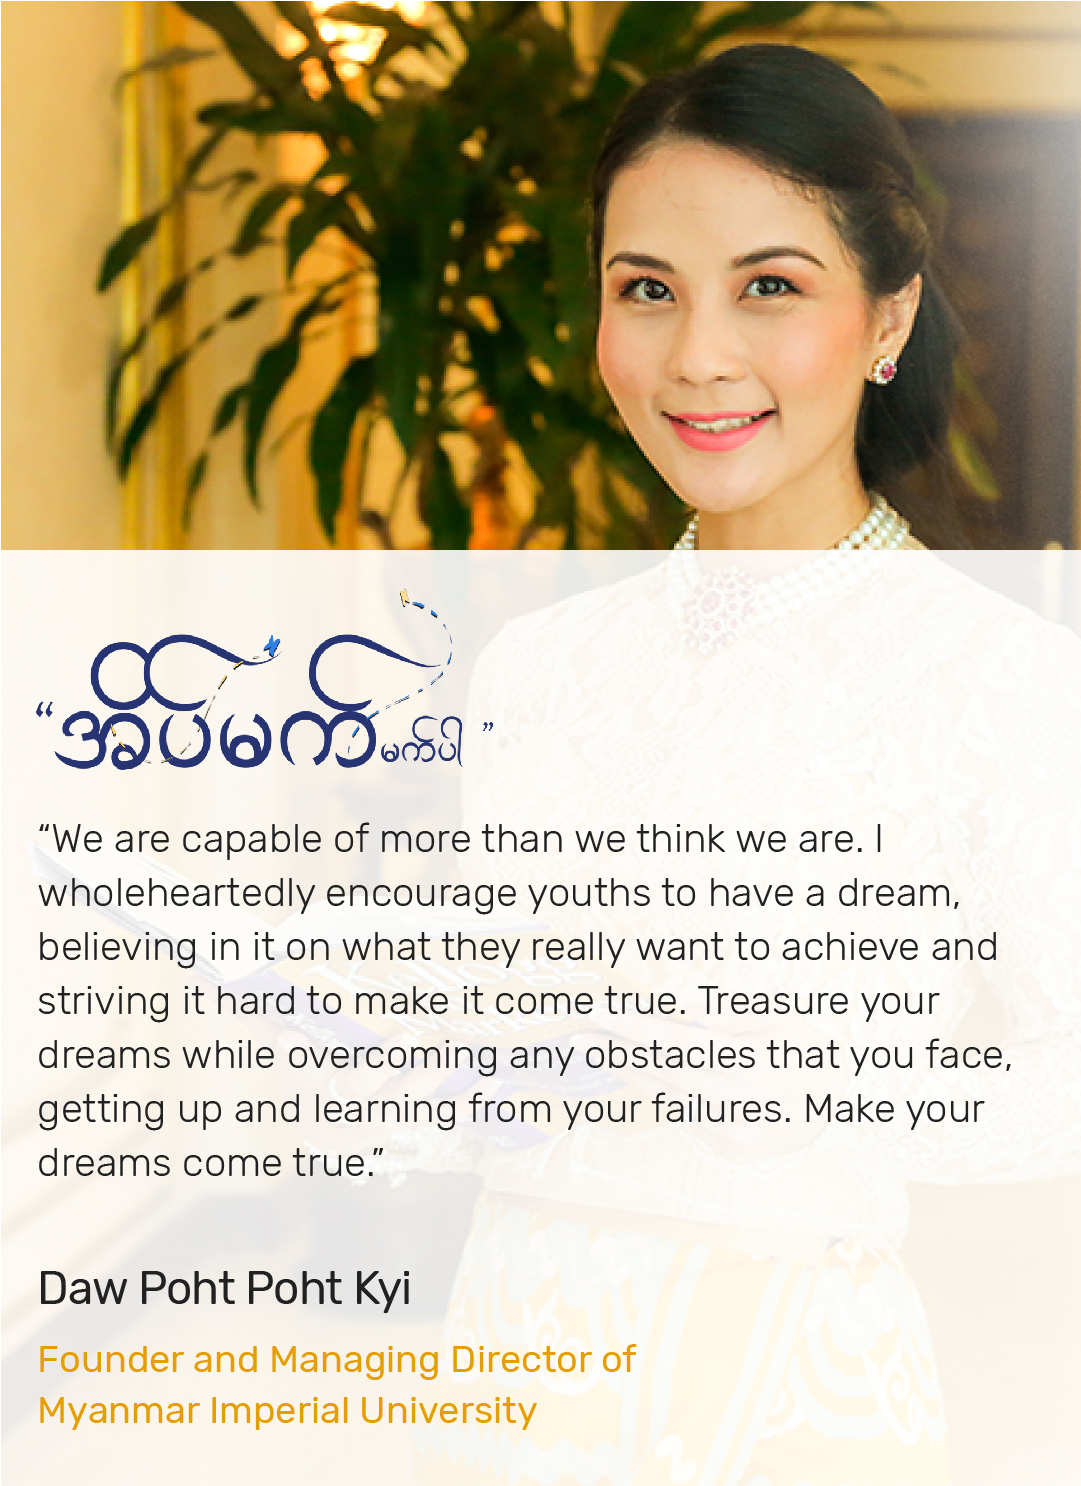 “အိပ်မက်မက်ပါ ”
“We are capable of more than we think we are. I
wholeheartedly encourage youths to have a dream,
believing in it on what they really want to achieve and
striving it hard to make it come true. Treasure your
dreams while overcoming any obstacles that you face,
getting up and learning from your failures. Make your
dreams come true.”
Daw Poht Poht Kyi
Founder and Managing Director of
Myanmar Imperial University